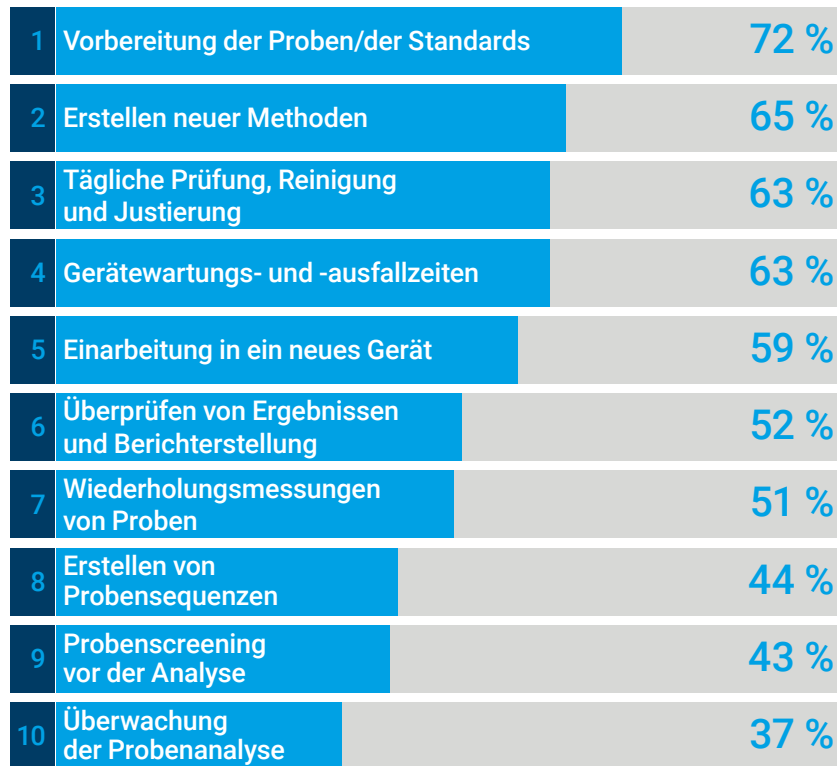 1 Vorbereitung der Proben/der Standards 72 %
2 Erstellen neuer Methoden 65 %
3 Tägliche Prüfung, Reinigung
und Justierung 63 %
4 Gerätewartungs- und -ausfallzeiten 63 %
5 Einarbeitung in ein neues Gerät 59 %
6 Überprüfen von Ergebnissen
und Berichterstellung 52 %
7 Wiederholungsmessungen
von Proben 51 %
8 Erstellen von
Probensequenzen 44 %
9 Probenscreening
vor der Analyse 43 %
10 Überwachung
der Probenanalyse 37 %